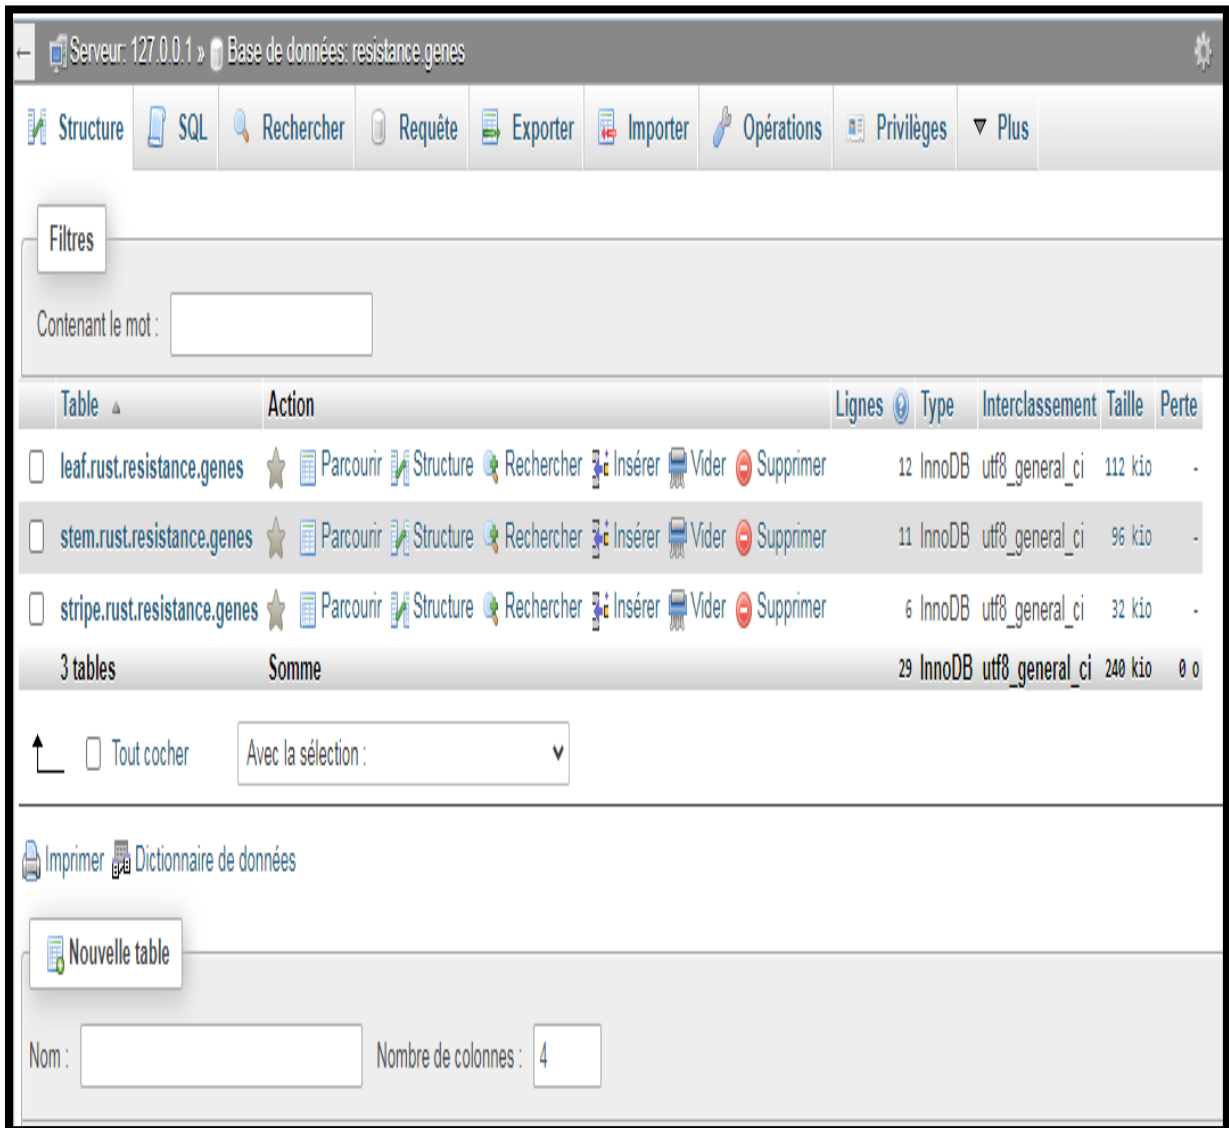 Serveur: 127.0.0.1 » Base de données: resistance.genes
Structure SQL Rechercher Requête Exporter Importer Opérations Privilèges Plus
Filtres
Contenant le mot :
Table Action Lignes Type Interclassement Taille Perte
leaf.rust.resistance.genes Parcourir Structure Rechercher Insérer Vider Supprimer 12 InnoDB utf8_general_ci 112 kio -
stem.rust.resistance.genes Parcourir Structure Rechercher Insérer Vider Supprimer 11 InnoDB utf8_general_ci 96 kio -
stripe.rust.resistance.genes Parcourir Structure Rechercher Insérer Vider Supprimer 6 InnoDB utf8_general_ci 32 kio -
3 tables Somme 29 InnoDB utf8_general_ci 240 kio 0 o
Tout cocher Avec la sélection :
Imprimer Dictionnaire de données
Nouvelle table
Nom : Nombre de colonnes : 4